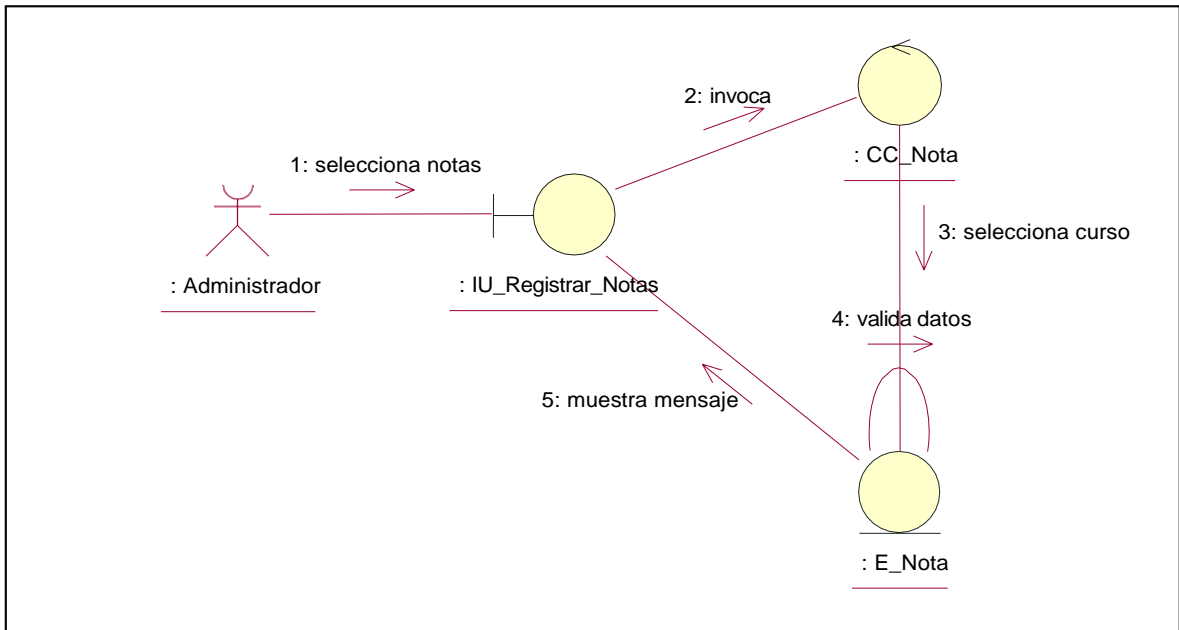 2: invoca
: CC_Nota
1: selecciona notas
3: selecciona curso
: Administrador
: IU_Registrar_Notas
4: valida datos
5: muestra mensaje
: E_Nota